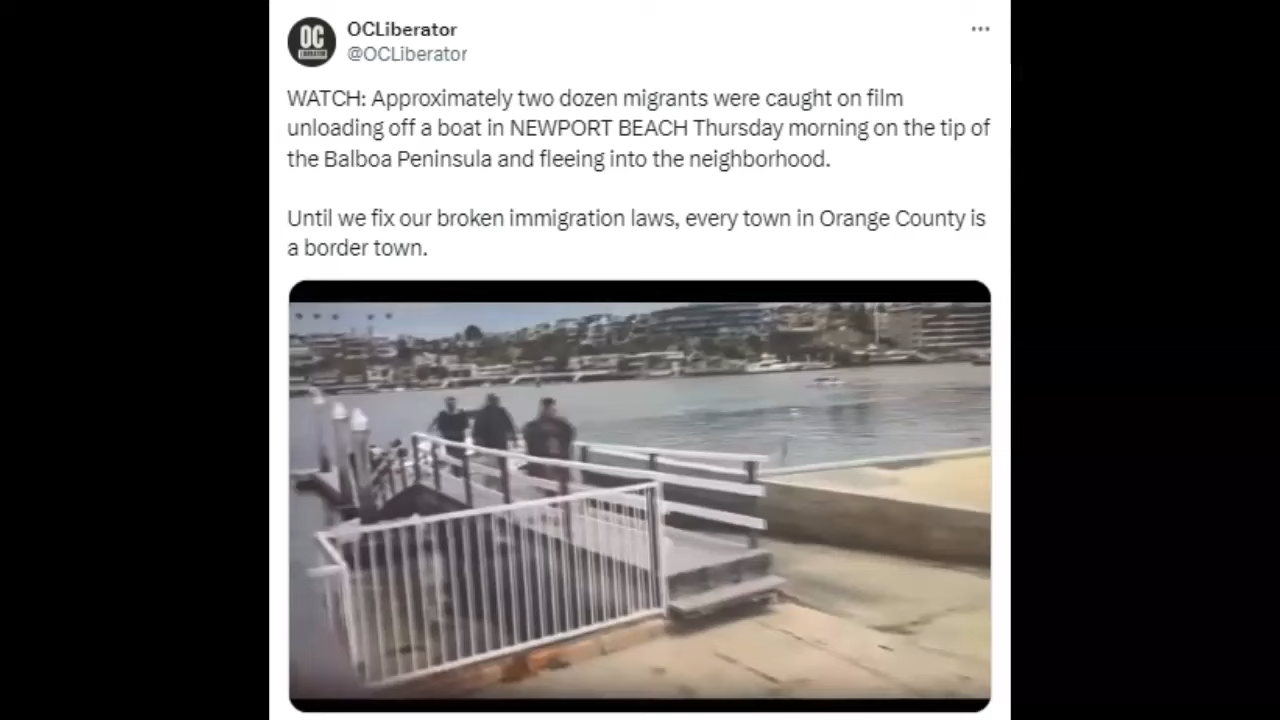 OCLiberator
@OCLiberator
OC
WATCH: Approximately two dozen migrants were caught on film
unloading off a boat in NEWPORT BEACH Thursday morning on the tip of
the Balboa Peninsula and fleeing into the neighborhood.
Until we fix our broken immigration laws, every town in Orange County is
a border town.